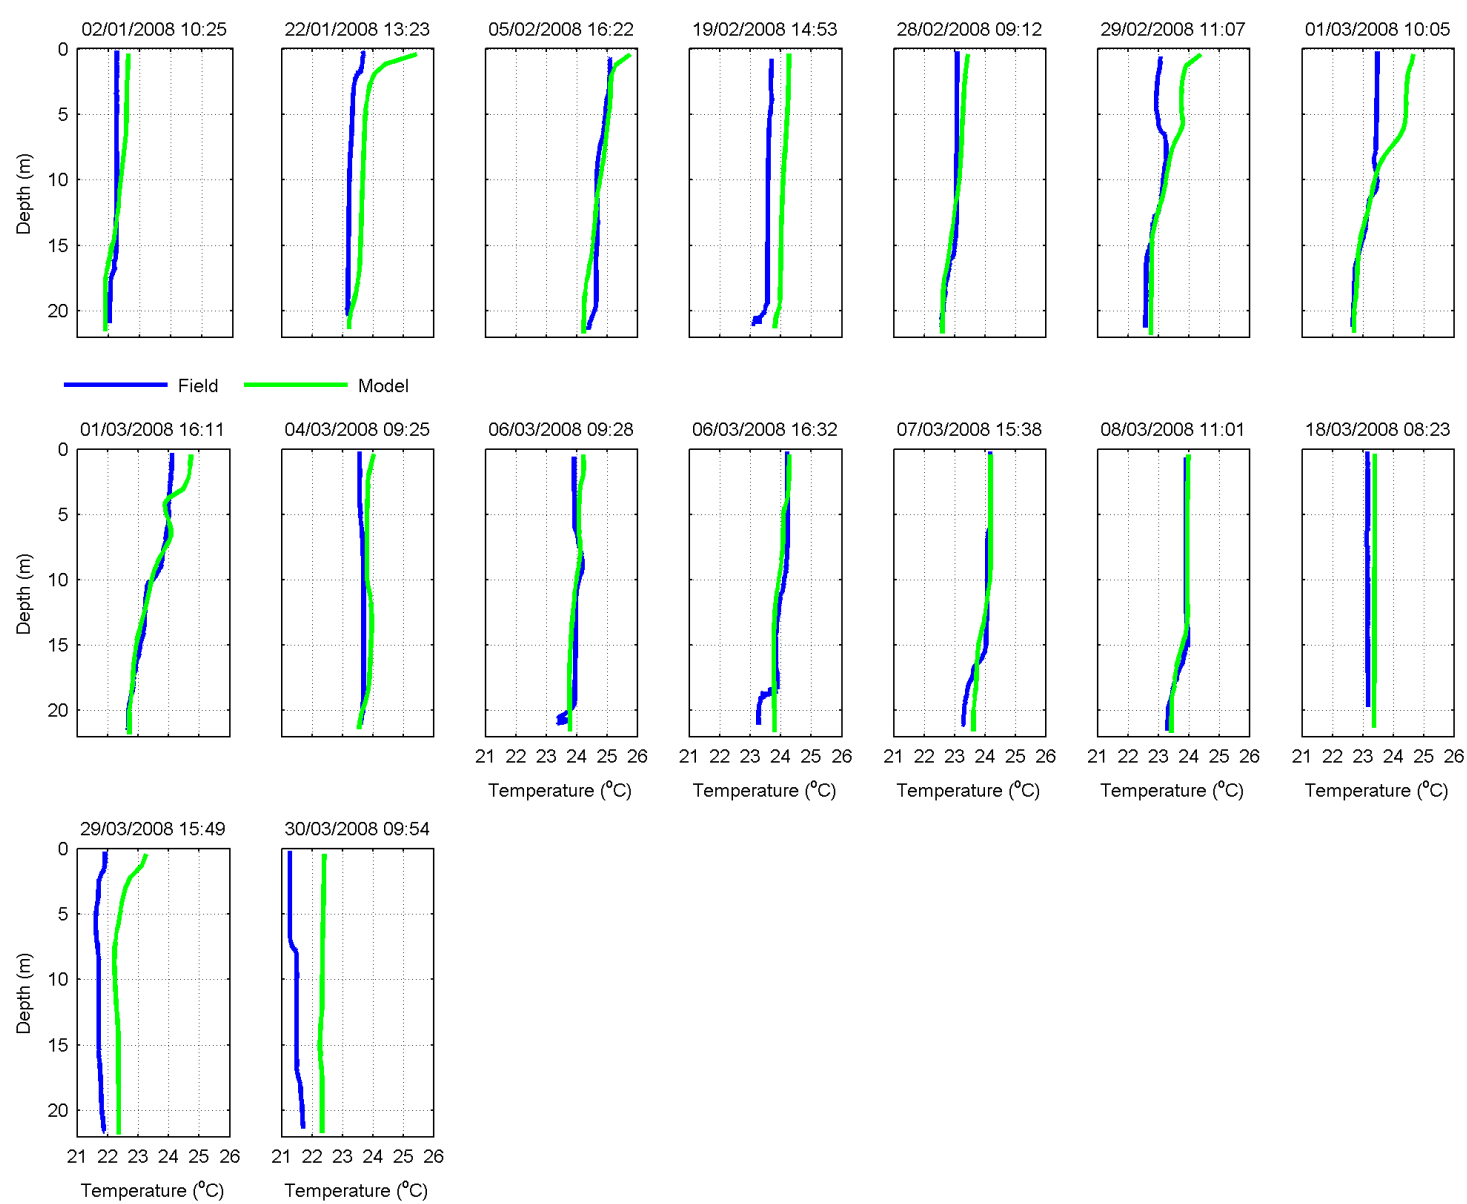 02/01/2008 10:25 22/01/2008 13:23 05/02/2008 16:22 19/02/2008 14:53 28/02/2008 09:12 29/02/2008 11:07 01/03/2008 10:05
0
5
10
15
20
Depth (m)
Field Model
01/03/2008 16:11 04/03/2008 09:25 06/03/2008 09:28 06/03/2008 16:32 07/03/2008 15:38 08/03/2008 11:01 18/03/2008 08:23
0
5
10
15
20
Depth (m)
21 22 23 24 25 26 21 22 23 24 25 26 21 22 23 24 25 26 21 22 23 24 25 26 21 22 23 24 25 26
Temperature (°C) Temperature (°C) Temperature (°C) Temperature (°C) Temperature (°C)
29/03/2008 15:49 30/03/2008 09:54
0
5
10
15
20
Depth (m)
21 22 23 24 25 26 21 22 23 24 25 26
Temperature (°C) Temperature (°C)